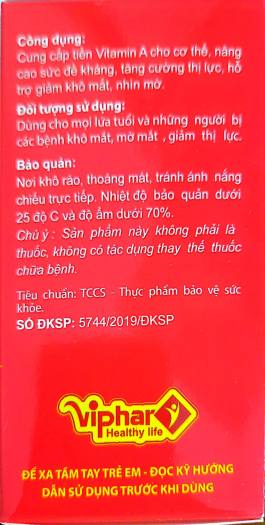 Công dụng:
Cung cấp tiền Vitamin A cho cơ thể, nâng
cao sức đề kháng, tăng cường thị lực, hỗ
trợ giảm khô mắt, nhìn mờ.
Đối tượng sử dụng:
Dùng cho mọi lứa tuổi và những người bị
các bệnh khô mắt, mờ mắt , giảm thị lực.
Bảo quản:
Nơi khô ráo, thoáng mát, tránh ánh nắng
chiếu trực tiếp. Nhiệt độ bảo quản dưới
25 độ C và độ ẩm dưới 70%.
Chú ý : Sản phẩm này không phải là
thuốc, không có tác dụng thay thế thuốc
chữa bệnh.
Tiêu chuẩn: TCCS - Thực phẩm bảo vệ sức
khỏe.
SỐ ĐKSP: 5744/2019/ĐKSP
Viphar
Healthy life
ĐỂ XA TẦM TAY TRẺ EM - ĐỌC KỸ HƯỚNG
DẪN SỬ DỤNG TRƯỚC KHI DÙNG